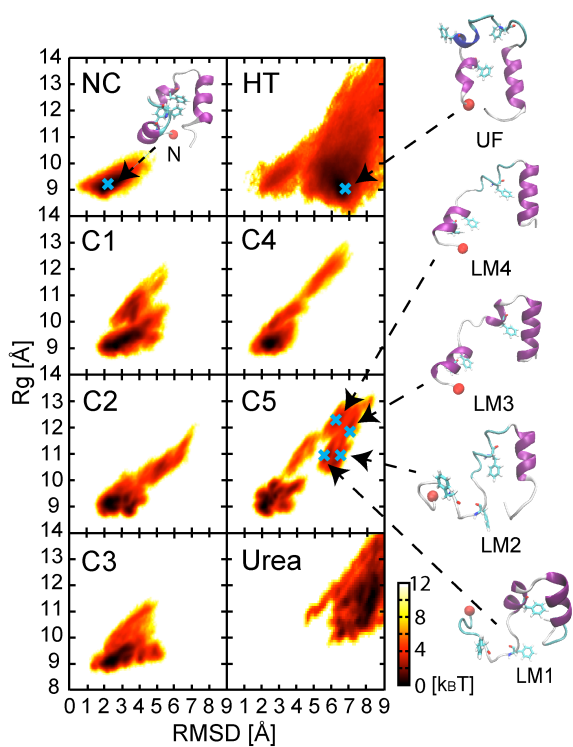 14
13
12
11
10
9
NC
N
HT
UF
14
13
12
11
10
9
C1
C4
LM4
Rg [Å]
LM3
14
13
12
11
10
9
C2
C5
LM2
14
13
12
11
10
9
8
C3
Urea
12
8
4
0 [kBT]
LM1
0 1 2 3 4 5 6 7 8 9
1 2 3 4 5 6 7 8 9
RMSD [Å]